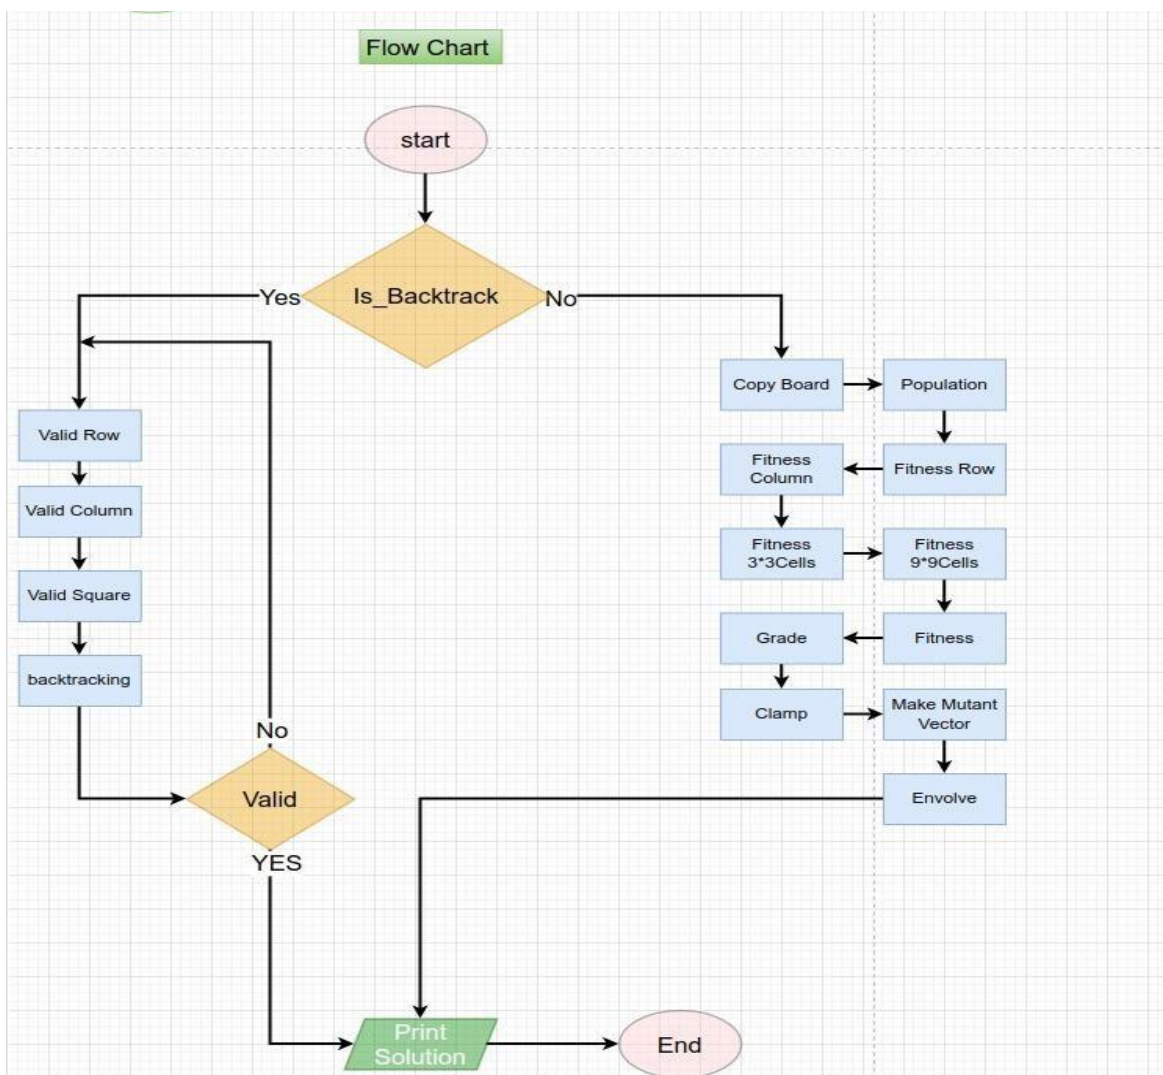 Flow Chart
start
Is_Backtrack
Yes
No
Copy Board
Population
Valid Row
Fitness
Column
Fitness Row
Valid Column
Fitness
3*3Cells
Fitness
9*9Cells
Valid Square
Grade
Fitness
backtracking
Clamp
Make Mutant
Vector
No
Valid
Envolve
YES
Print
Solution
End